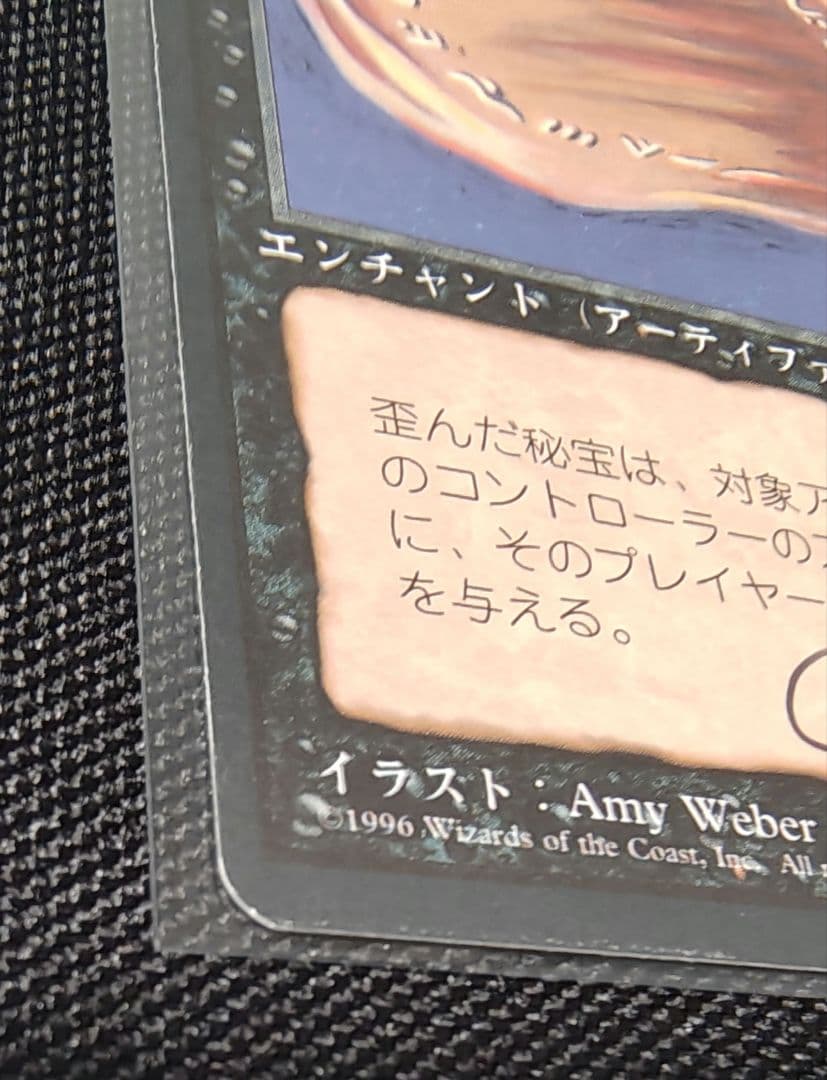 エンチャント (アーティファ
歪んだ秘宝は、対象ア
のコントローラーの
に、そのプレイヤー
を与える。
イラスト：Amy Weber
©1996 Wizards of the Coast, Inc. All